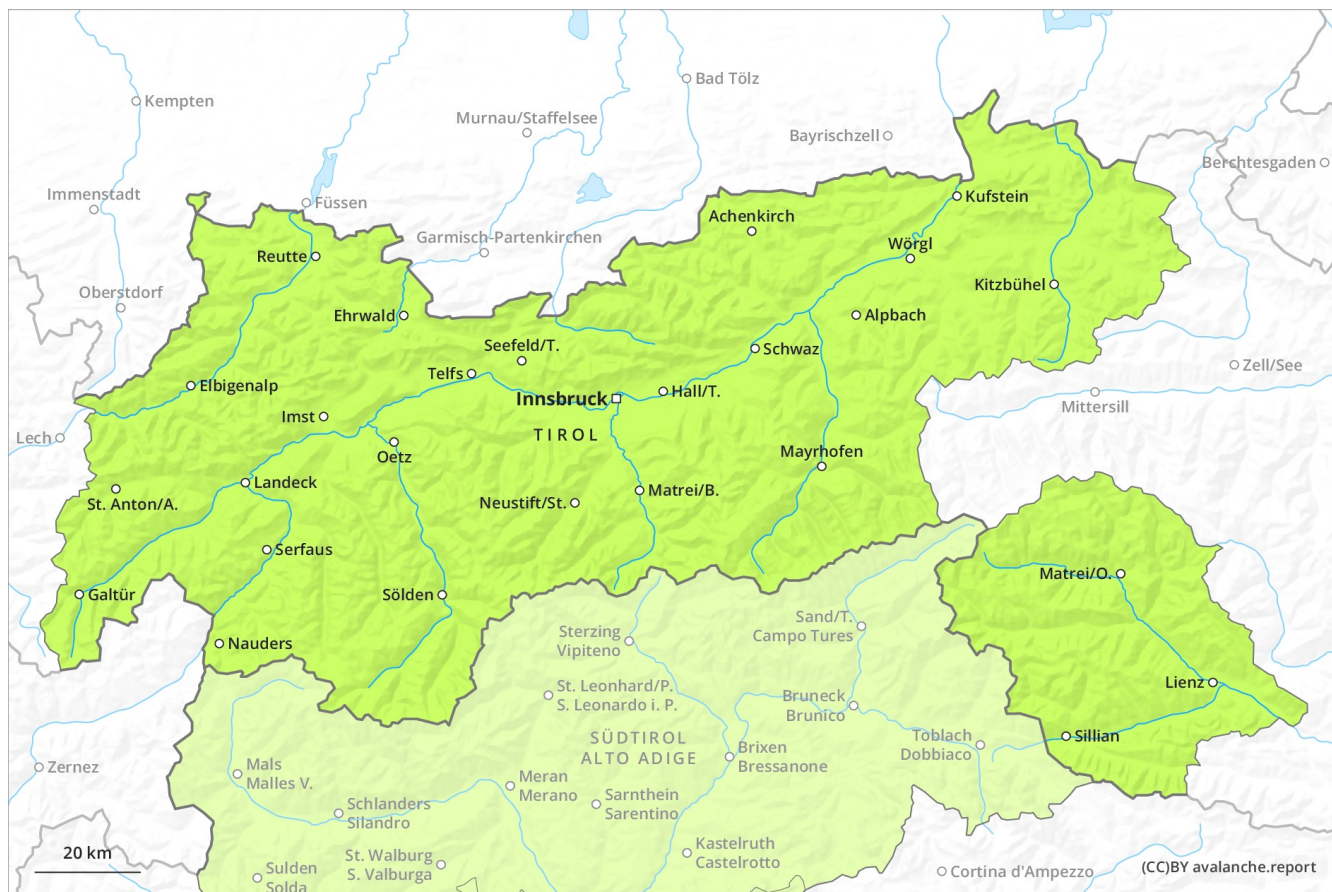 Bad Tölz
Kempten
Murnau/Staffelsee
Bayrischzell
Berchtesgaden
Immenstadt
Füssen
Kufstein
Achenkirch
Garmisch-Partenkirchen
Wörgl
Reutte
Kitzbühel
Oberstdorf
Ehrwald
Alpbach
Seefeld/T.
Schwaz
Zell/See
Telfs
Elbigenalp
Hall/T.
Innsbruck
Mittersill
Imst
TIROL
Lech
Oetz
Mayrhofen
Landeck
St. Anton/A.
Neustift/St.
Matrei/B.
Serfaus
Matrei/O.
Galtür
Sölden
Sand/T.
Campo Tures
Sterzing
Vipiteno
Nauders
Lienz
St. Leonhard/P.
S. Leonardo i. P.
Bruneck
Brunico
Sillian
SÜDTIROL
ALTO ADIGE
Toblach
Dobbiaco
Brixen
Bressanone
Zernez
Mals
Malles V.
Meran
Merano
Sarnthein
Sarentino
Schlanders
Silandro
Kastelruth
Castelrotto
20 km
St. Walburg
S. Valburga
Sulden
Solda
Cortina d'Ampezzo
(CC)BY avalanche.report